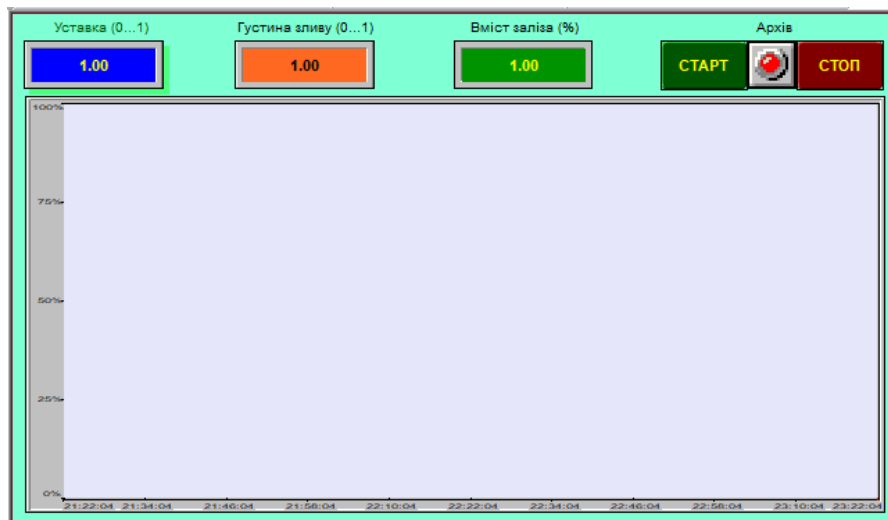 Уставка (0...1) Густина зливу (0...1) Вміст заліза (%) Архів
1.00 1.00 1.00 СТАРТ СТОП
100%
75%
50%
25%
0%
21:22:04 21:34:04 21:46:04 21:58:04 22:10:04 22:22:04 22:34:04 22:46:04 22:58:04 23:10:04 23:22:04